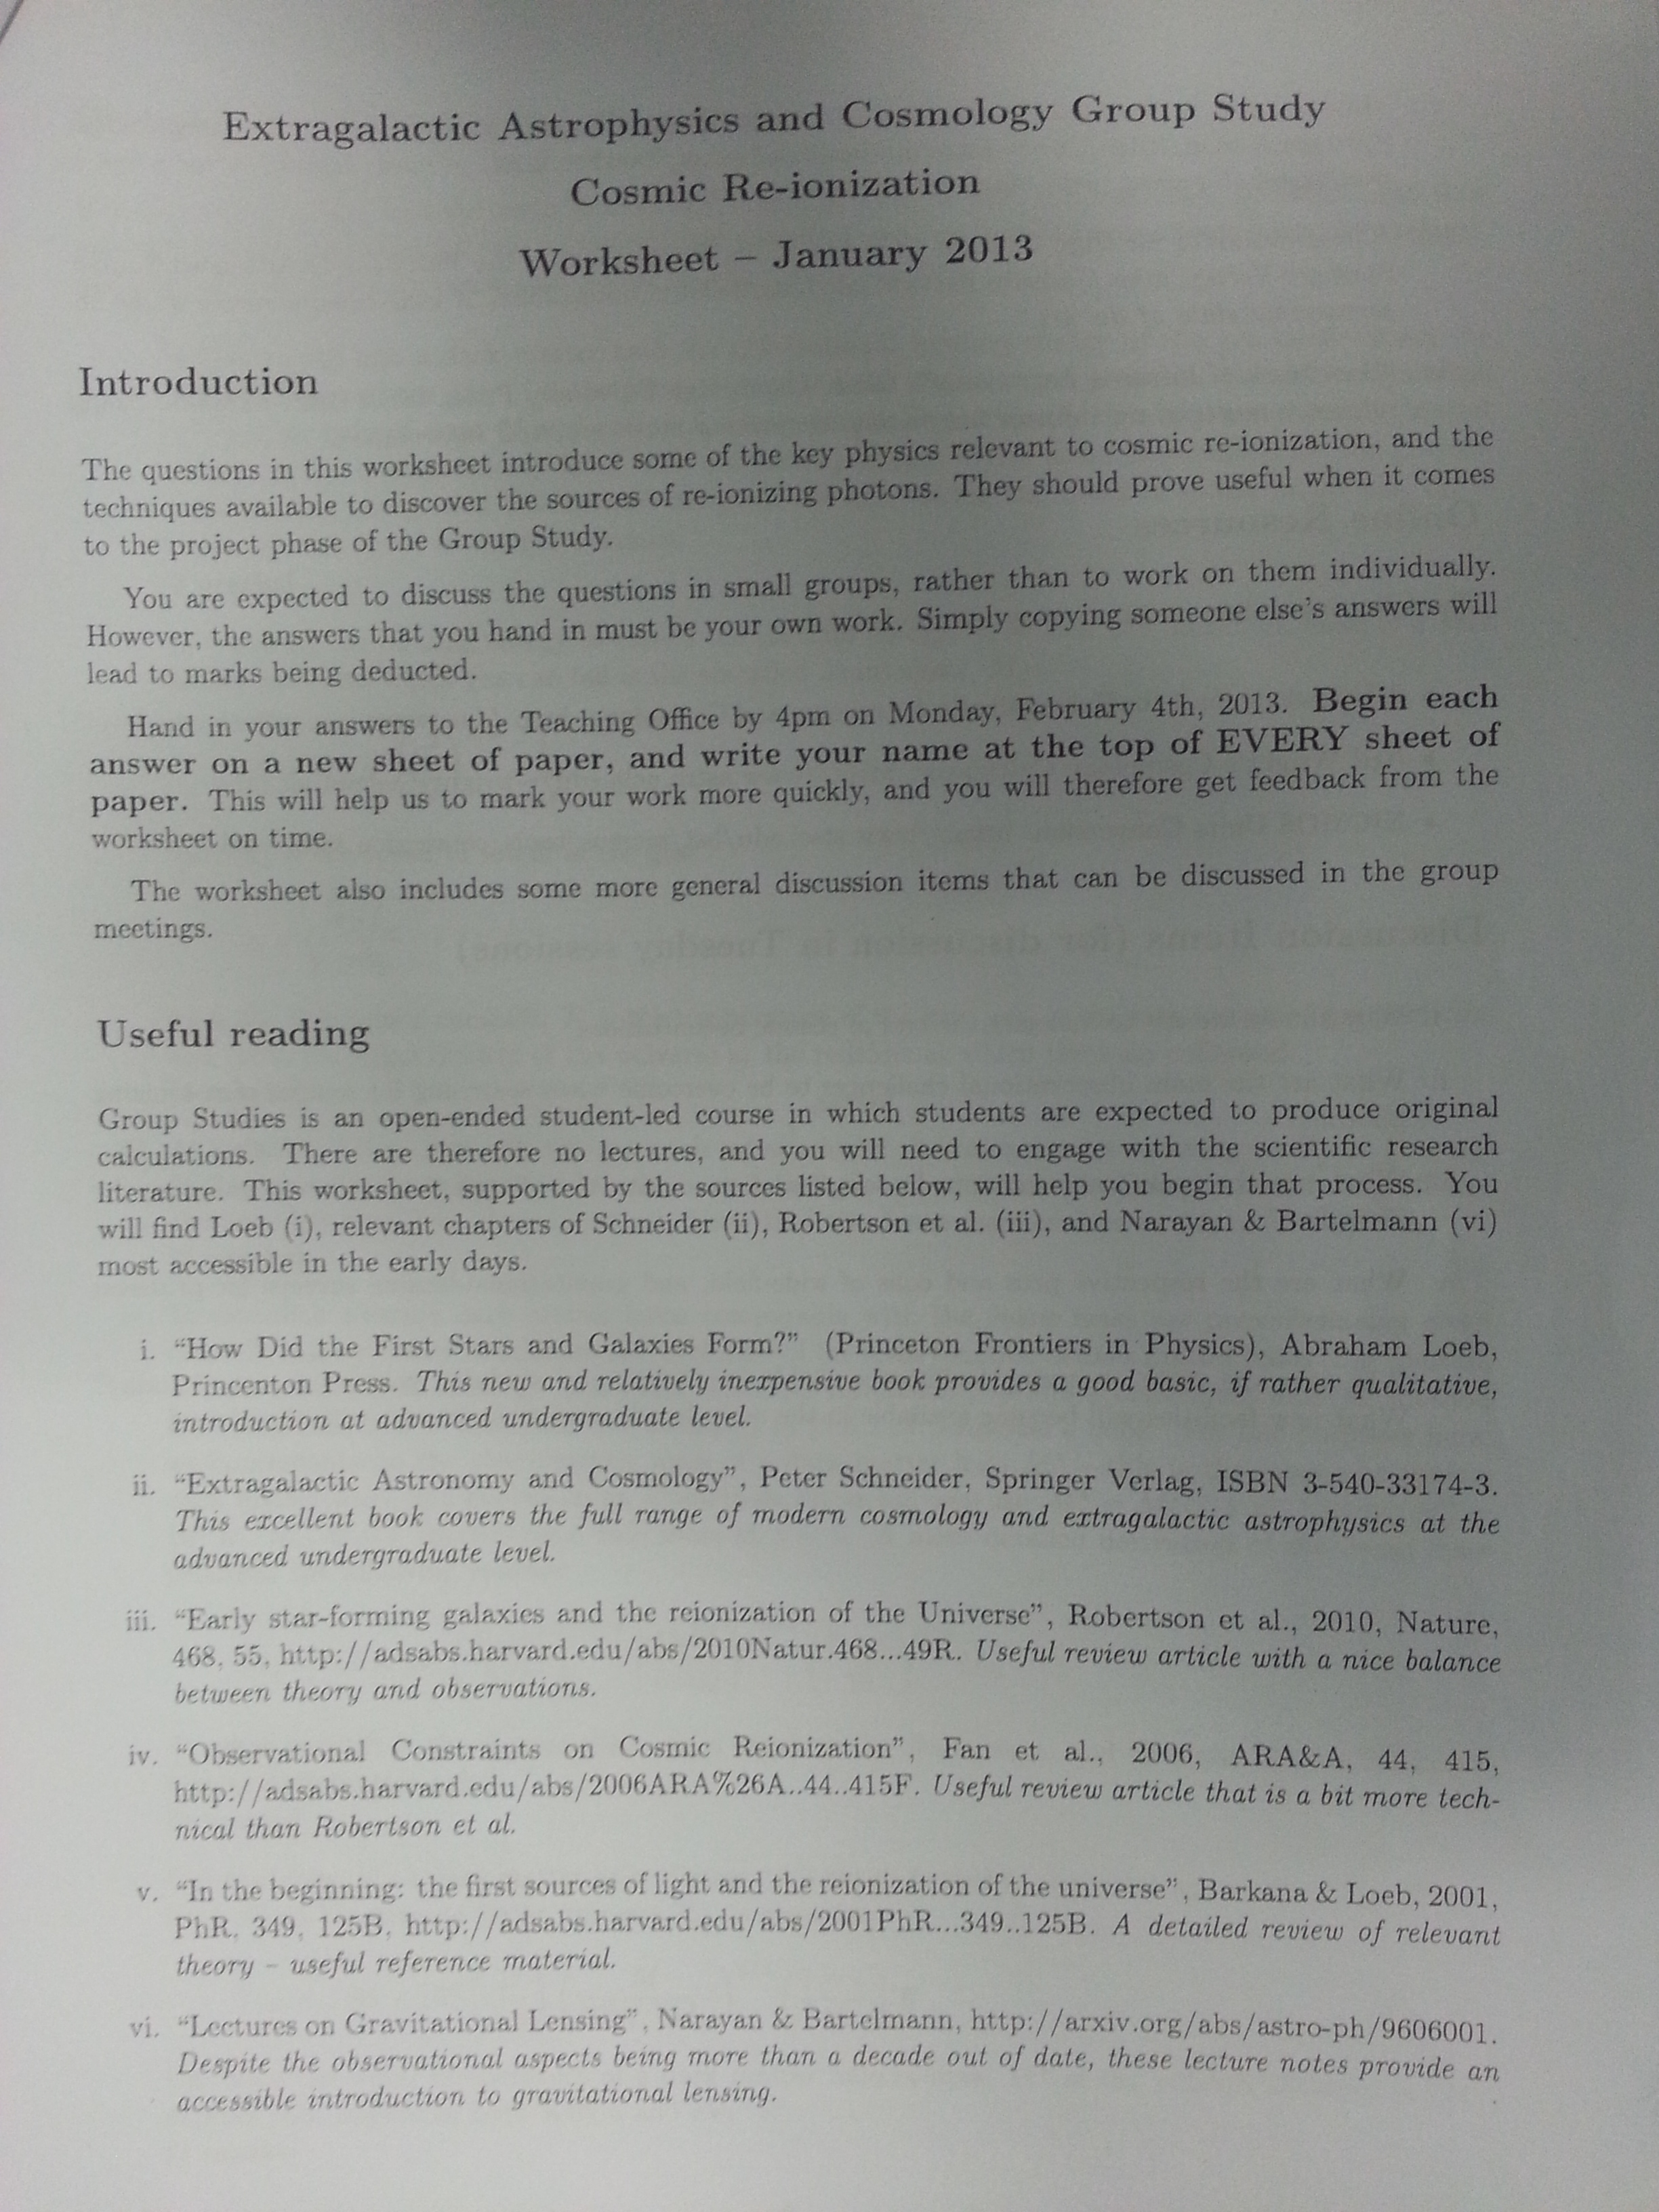 Extragalactic Astrophysics and Cosmology Group Study
Cosmic Re-ionization
Worksheet – January 2013
Introduction
The questions in this worksheet introduce some of the key physics relevant to cosmic re-ionization, and the
techniques available to discover the sources of re-ionizing photons. They should prove useful when it comes
to the project phase of the Group Study.
You are expected to discuss the questions in small groups, rather than to work on them individually.
However, the answers that you hand in must be your own work. Simply copying someone else's answers will
lead to marks being deducted.
Hand in your answers to the Teaching Office by 4pm on Monday, February 4th, 2013. Begin each
answer on a new sheet of paper, and write your name at the top of EVERY sheet of
paper. This will help us to mark your work more quickly, and you will therefore get feedback from the
worksheet on time.
The worksheet also includes some more general discussion items that can be discussed in the group
meetings.
Useful reading
Group Studies is an open-ended student-led course in which students are expected to produce original
calculations. There are therefore no lectures, and you will need to engage with the scientific research
literature. This worksheet, supported by the sources listed below, will help you begin that process. You
will find Loeb (i), relevant chapters of Schneider (ii), Robertson et al. (iii), and Narayan & Bartelmann (vi)
most accessible in the early days.
i. “How Did the First Stars and Galaxies Form?” (Princeton Frontiers in Physics), Abraham Loeb,
Princenton Press. This new and relatively inexpensive book provides a good basic, if rather qualitative,
introduction at advanced undergraduate level.
ii. “Extragalactic Astronomy and Cosmology”, Peter Schneider, Springer Verlag, ISBN 3-540-33174-3.
This excellent book covers the full range of modern cosmology and extragalactic astrophysics at the
advanced undergraduate level.
iii. “Early star-forming galaxies and the reionization of the Universe”, Robertson et al., 2010, Nature,
468, 55, http://adsabs.harvard.edu/abs/2010Natur.468...49R. Useful review article with a nice balance
between theory and observations.
iv. “Observational Constraints on Cosmic Reionization”, Fan et al., 2006, ARA&A, 44, 415,
http://adsabs.harvard.edu/abs/2006ARA%26A..44..415F. Useful review article that is a bit more tech-
nical than Robertson et al.
v. “In the beginning: the first sources of light and the reionization of the universe”, Barkana & Loeb, 2001,
PhR, 349, 125B, http://adsabs.harvard.edu/abs/2001PhR...349..125B. A detailed review of relevant
theory – useful reference material.
vi. “Lectures on Gravitational Lensing”, Narayan & Bartelmann, http://arxiv.org/abs/astro-ph/9606001.
Despite the observational aspects being more than a decade out of date, these lecture notes provide an
accessible introduction to gravitational lensing.